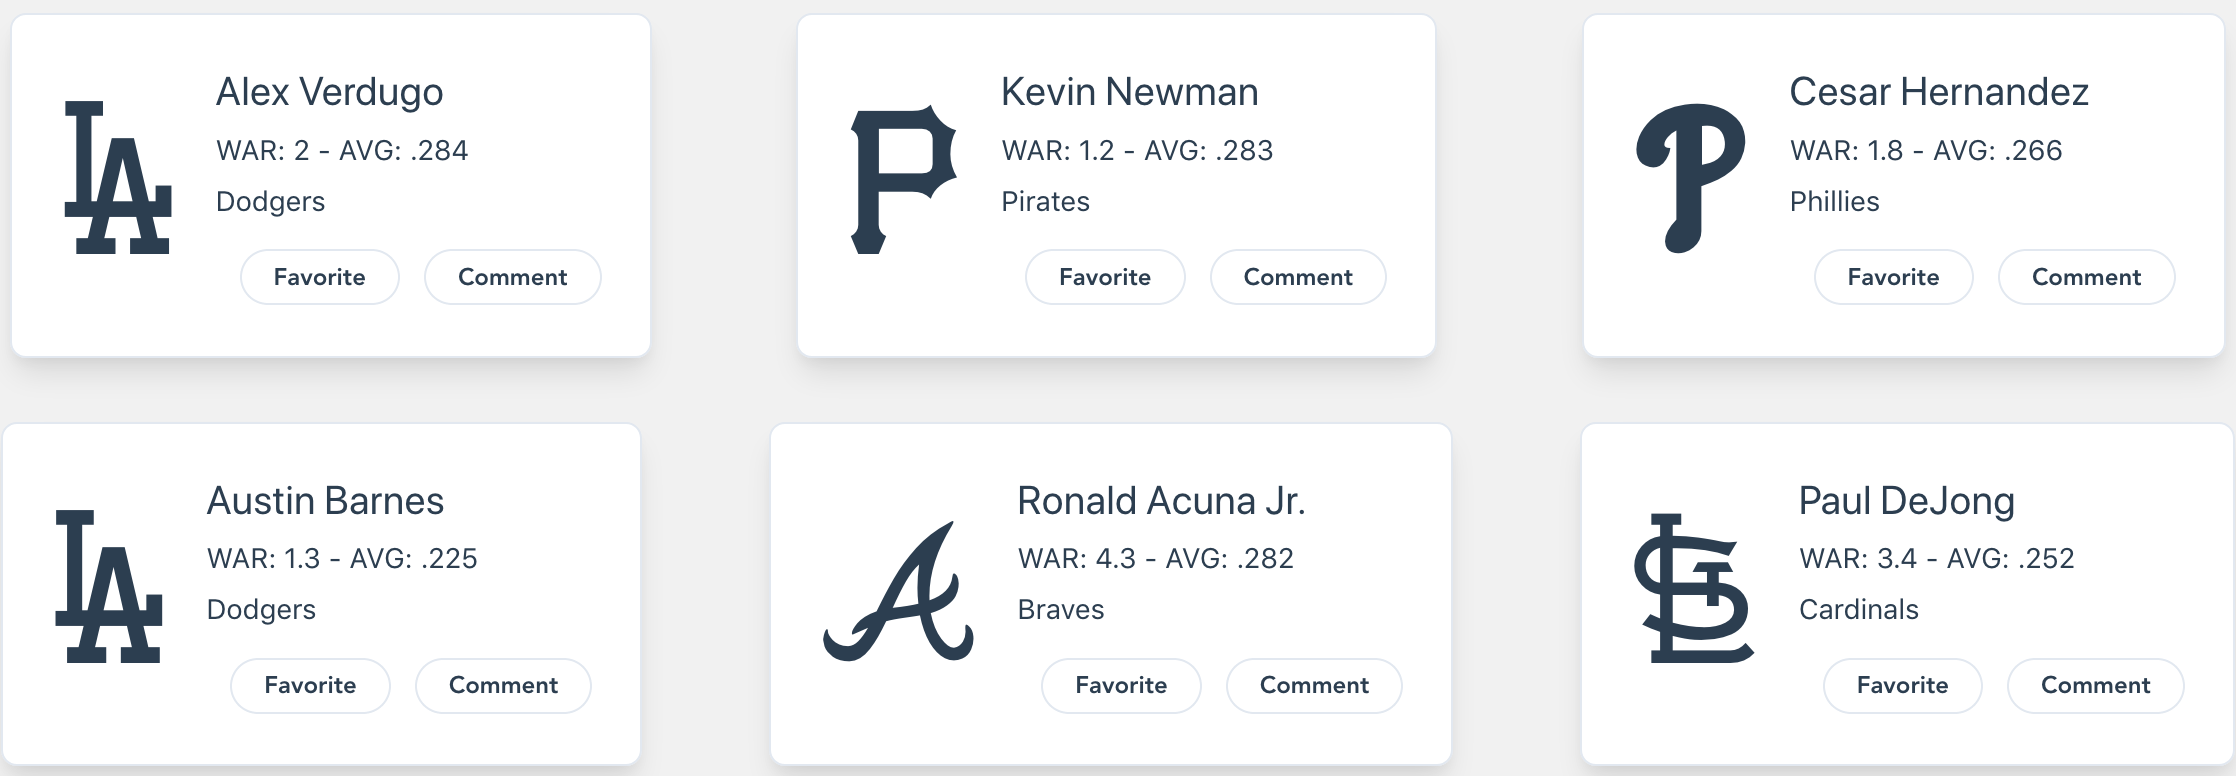 Alex Verdugo
WAR: 2 - AVG: .284
Dodgers
Favorite Comment
Kevin Newman
WAR: 1.2 - AVG: .283
Pirates
Favorite Comment
Cesar Hernandez
WAR: 1.8 - AVG: .266
Phillies
Favorite Comment
Austin Barnes
WAR: 1.3 - AVG: .225
Dodgers
Favorite Comment
Ronald Acuna Jr.
WAR: 4.3 - AVG: .282
Braves
Favorite Comment
Paul DeJong
WAR: 3.4 - AVG: .252
Cardinals
Favorite Comment